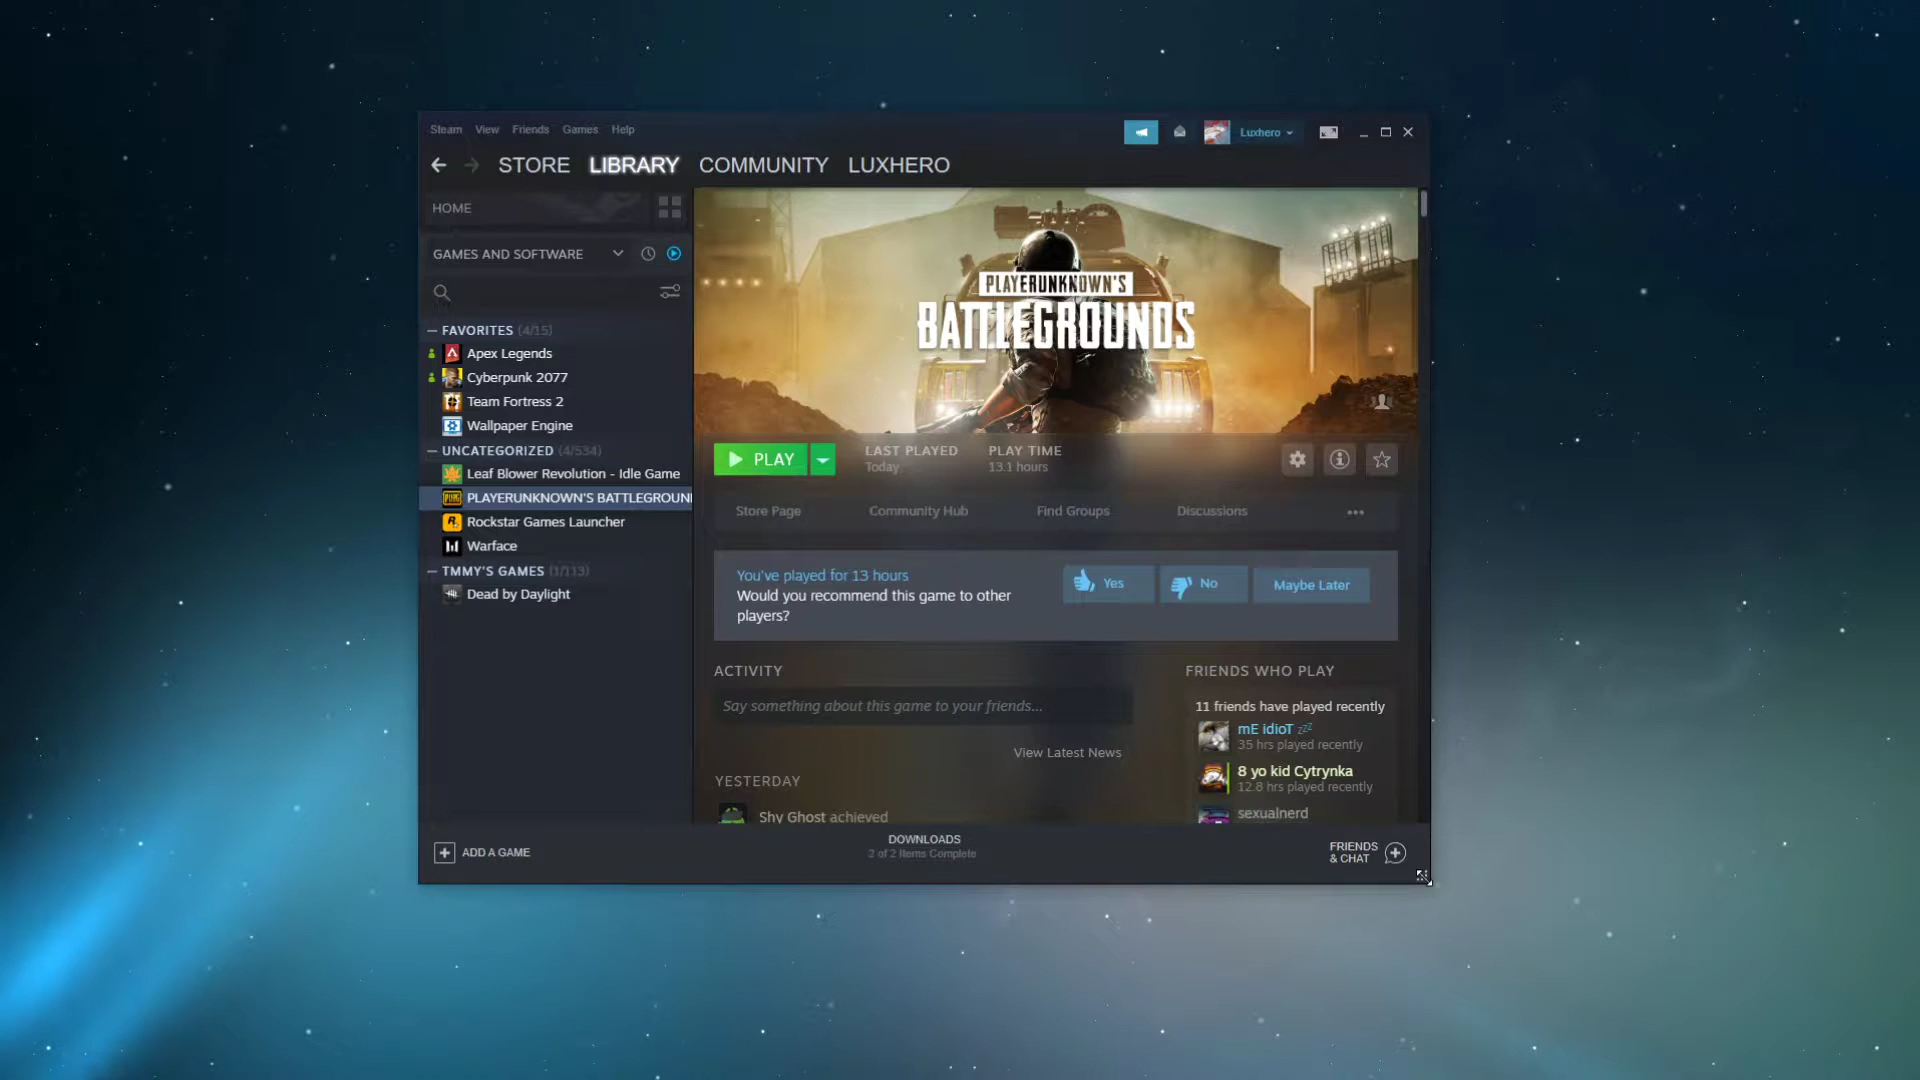 Steam View Friends Games Help
Luxhero
STORE LIBRARY COMMUNITY LUXHERO
HOME
GAMES AND SOFTWARE
FAVORITES (4/15)
Apex Legends
Cyberpunk 2077
Team Fortress 2
Wallpaper Engine
UNCATEGORIZED (4/534)
Leaf Blower Revolution - Idle Game
PLAYERUNKNOWN'S BATTLEGROUN
Rockstar Games Launcher
Warface
TMMY'S GAMES (1/113)
Dead by Daylight
PLAYERUNKNOWN'S
BATTLEGROUNDS
PLAY
LAST PLAYED
Today
PLAY TIME
13.1 hours
Store Page Community Hub Find Groups Discussions
You've played for 13 hours
Would you recommend this game to other
players?
Yes No Maybe Later
ACTIVITY
Say something about this game to your friends...
View Latest News
YESTERDAY
Shy Ghost achieved
FRIENDS WHO PLAY
11 friends have played recently
mE idioT zzZ
35 hrs played recently
8 yo kid Cytrynka
12.8 hrs played recently
sexualnerd
ADD A GAME
DOWNLOADS
2 of 2 Items Complete
FRIENDS
& CHAT